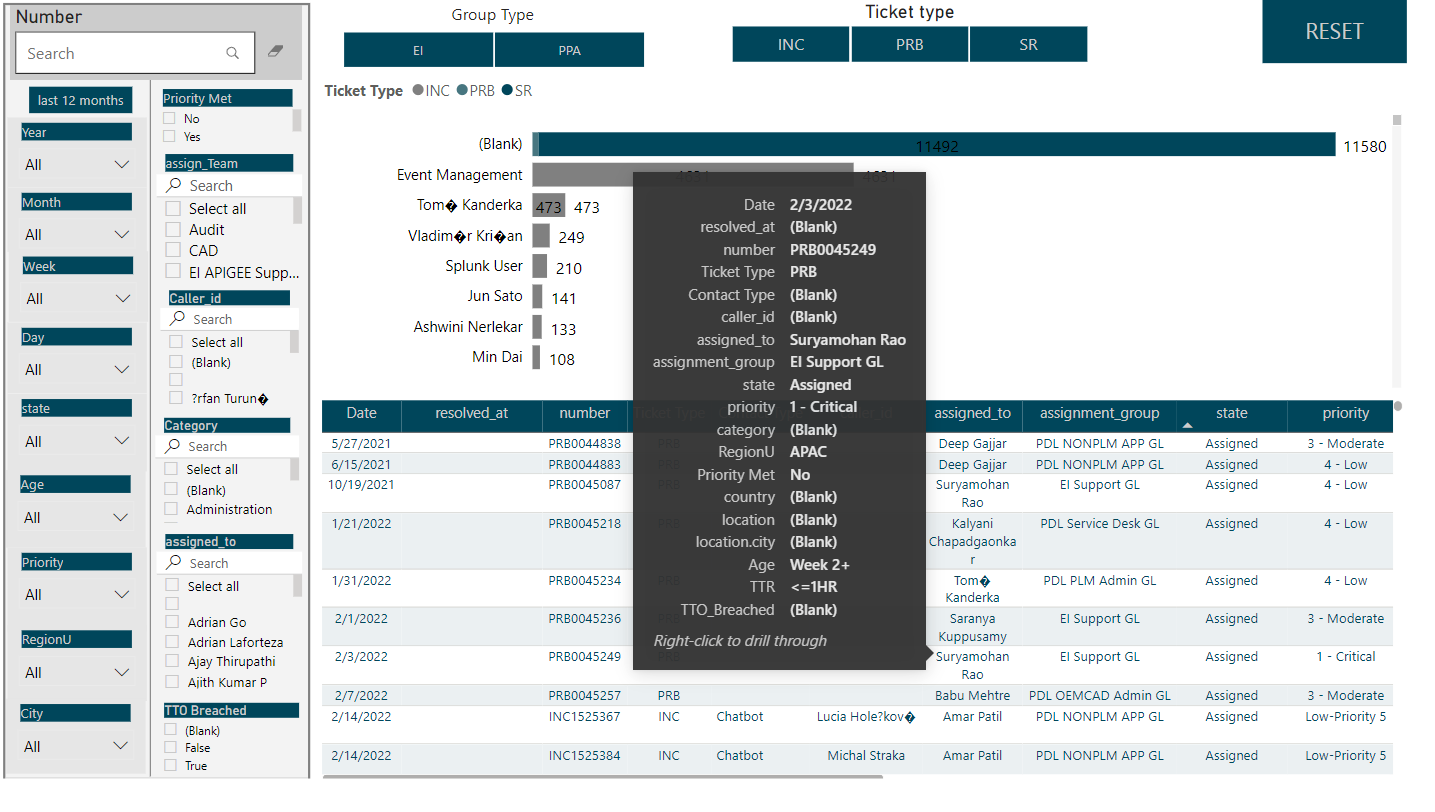 Number
Search
last 12 months
Year
All
Month
All
Week
All
Day
All
state
All
Age
All
Priority
All
RegionU
All
City
All
Priority Met
No
Yes
assign_Team
Search
Select all
Audit
CAD
EI APIGEE Supp...
Caller_id
Search
Select all
(Blank)
?rfan Turun�
Category
Search
Select all
(Blank)
Administration
assigned_to
Search
Select all
Adrian Go
Adrian Laforteza
Ajay Thirupathi
Ajith Kumar P
TTO Breached
(Blank)
False
True
Group Type
EI PPA
Ticket type
INC PRB SR
RESET
Ticket Type INC PRB SR
(Blank) 11492 11580
Event Management
Tom� Kanderka 473 473
Vladim�r Kri�an 249
Splunk User 210
Jun Sato 141
Ashwini Nerlekar 133
Min Dai 108
Date 2/3/2022
resolved_at (Blank)
number PRB0045249
Ticket Type PRB
Contact Type (Blank)
caller_id (Blank)
assigned_to Suryamohan Rao
assignment_group EI Support GL
state Assigned
priority 1 - Critical
category (Blank)
RegionU APAC
Priority Met No
country (Blank)
location (Blank)
location.city (Blank)
Age Week 2+
TTR <=1HR
TTO_Breached (Blank)
Right-click to drill through
Date resolved_at number Ticket Type assigned_to assignment_group state priority
5/27/2021 PRB0044838 PRB Deep Gajjar PDL NONPLM APP GL Assigned 3 - Moderate
6/15/2021 PRB0044883 PRB Deep Gajjar PDL NONPLM APP GL Assigned 4 - Low
10/19/2021 PRB0045087 PRB Suryamohan EI Support GL Assigned 4 - Low
Rao
1/21/2022 PRB0045218 PRB Kalyani PDL Service Desk GL Assigned 4 - Low
Chapadgaonka
r
1/31/2022 PRB0045234 PRB Tom� PDL PLM Admin GL Assigned 4 - Low
Kanderka
2/1/2022 PRB0045236 PRB Saranya EI Support GL Assigned 3 - Moderate
Kuppusamy
2/3/2022 PRB0045249 PRB Suryamohan EI Support GL Assigned 1 - Critical
Rao
2/7/2022 PRB0045257 PRB Babu Mehtre PDL OEMCAD Admin GL Assigned 3 - Moderate
2/14/2022 INC1525367 INC Chatbot Lucia Hole?kov� Amar Patil PDL NONPLM APP GL Assigned Low-Priority 5
2/14/2022 INC1525384 INC Chatbot Michal Straka Amar Patil PDL NONPLM APP GL Assigned Low-Priority 5